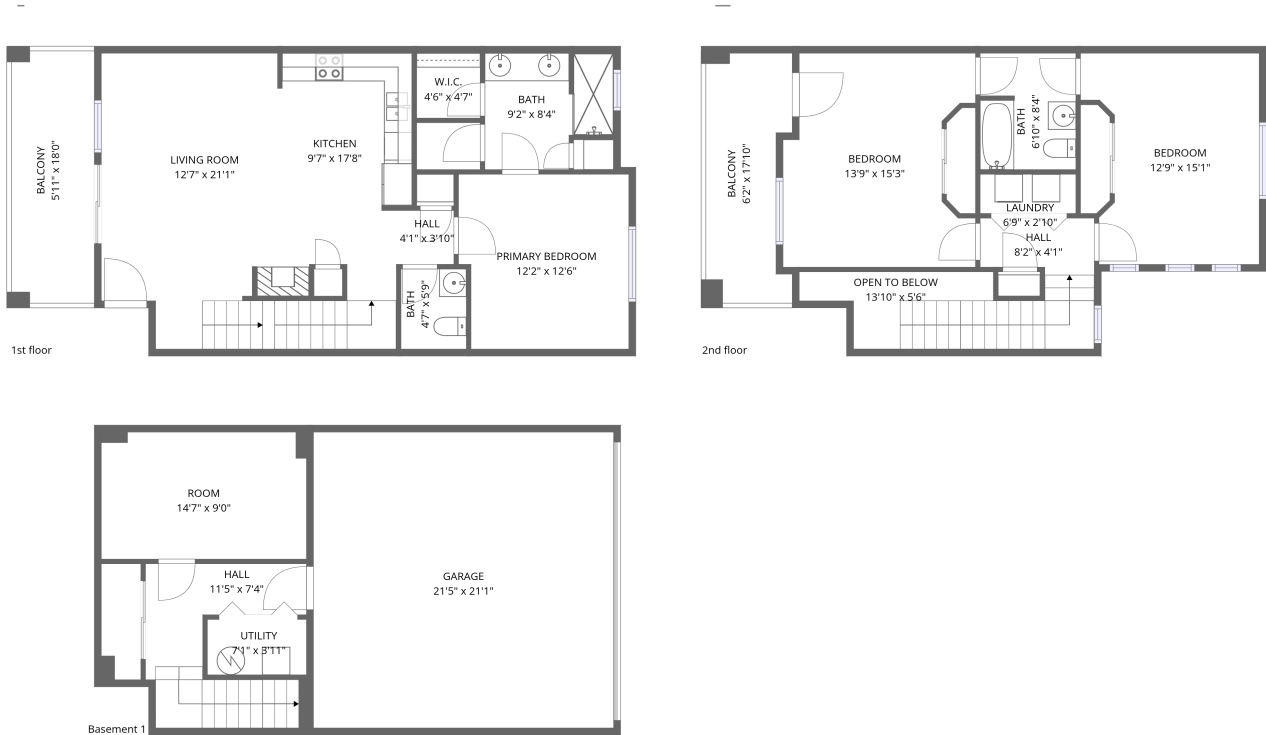 BALCONY
5'11" x 18'0"
LIVING ROOM
12'7" x 21'1"
KITCHEN
9'7" x 17'8"
W.I.C.
4'6" x 4'7"
BATH
9'2" x 8'4"
HALL
4'1" x 3'10"
PRIMARY BEDROOM
12'2" x 12'6"
BATH
4'7" x 5'9"
1st floor
BALCONY
6'2" x 17'10"
BEDROOM
13'9" x 15'3"
BATH
6'10" x 8'4"
BEDROOM
12'9" x 15'1"
LAUNDRY
6'9" x 2'10"
HALL
8'2" x 4'1"
OPEN TO BELOW
13'10" x 5'6"
2nd floor
ROOM
14'7" x 9'0"
HALL
11'5" x 7'4"
GARAGE
21'5" x 21'1"
UTILITY
7'1" x 3'11"
Basement 1